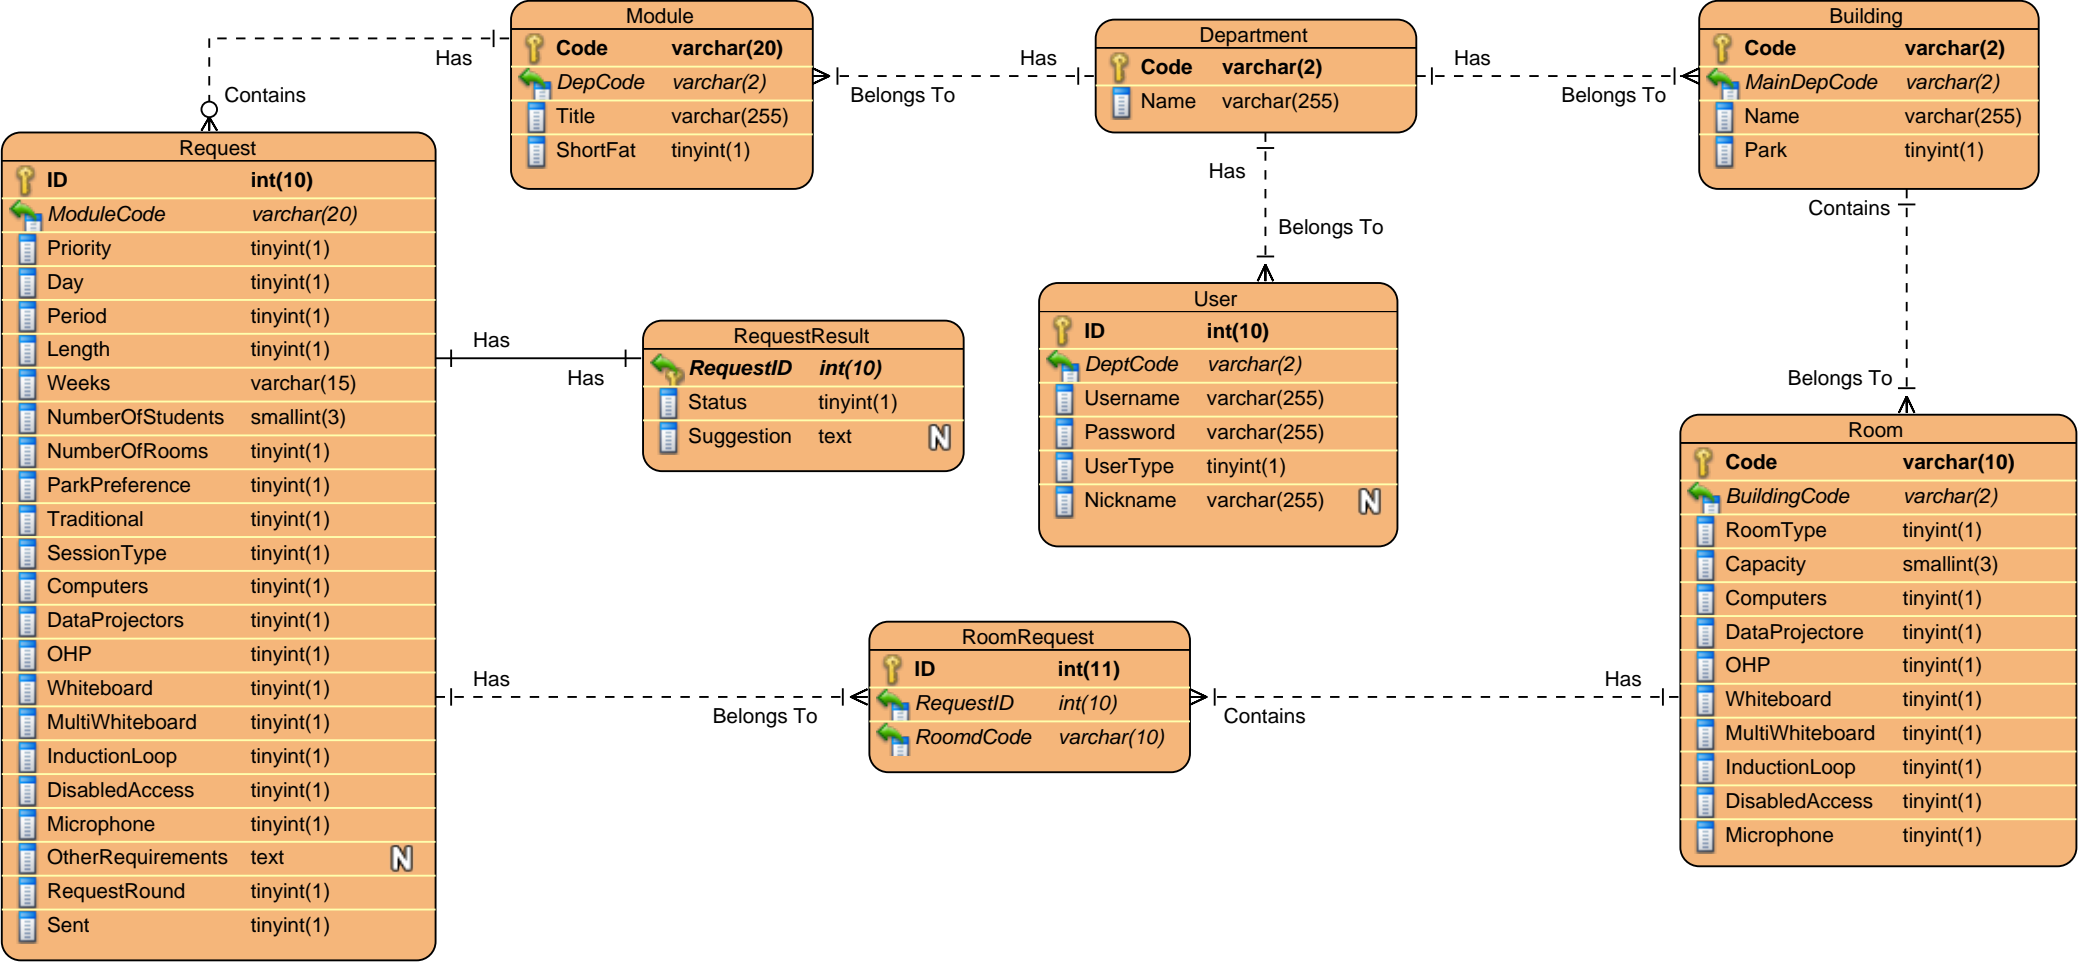 Module
Code varchar(20)
DepCode varchar(2)
Title varchar(255)
ShortFat tinyint(1)
Has
Contains
Has
Belongs To
Department
Code varchar(2)
Name varchar(255)
Has
Belongs To
Building
Code varchar(2)
MainDepCode varchar(2)
Name varchar(255)
Park tinyint(1)
Request
ID int(10)
ModuleCode varchar(20)
Priority tinyint(1)
Day tinyint(1)
Period tinyint(1)
Length tinyint(1)
Weeks varchar(15)
NumberOfStudents smallint(3)
NumberOfRooms tinyint(1)
ParkPreference tinyint(1)
Traditional tinyint(1)
SessionType tinyint(1)
Computers tinyint(1)
DataProjectors tinyint(1)
OHP tinyint(1)
Whiteboard tinyint(1)
MultiWhiteboard tinyint(1)
InductionLoop tinyint(1)
DisabledAccess tinyint(1)
Microphone tinyint(1)
OtherRequirements text N
RequestRound tinyint(1)
Sent tinyint(1)
Has
Has
RequestResult
RequestID int(10)
Status tinyint(1)
Suggestion text N
Has
Belongs To
User
ID int(10)
DeptCode varchar(2)
Username varchar(255)
Password varchar(255)
UserType tinyint(1)
Nickname varchar(255) N
Contains
Belongs To
Has
Belongs To
RoomRequest
ID int(11)
RequestID int(10)
RoomdCode varchar(10)
Has
Contains
Room
Code varchar(10)
BuildingCode varchar(2)
RoomType tinyint(1)
Capacity smallint(3)
Computers tinyint(1)
DataProjectore tinyint(1)
OHP tinyint(1)
Whiteboard tinyint(1)
MultiWhiteboard tinyint(1)
InductionLoop tinyint(1)
DisabledAccess tinyint(1)
Microphone tinyint(1)